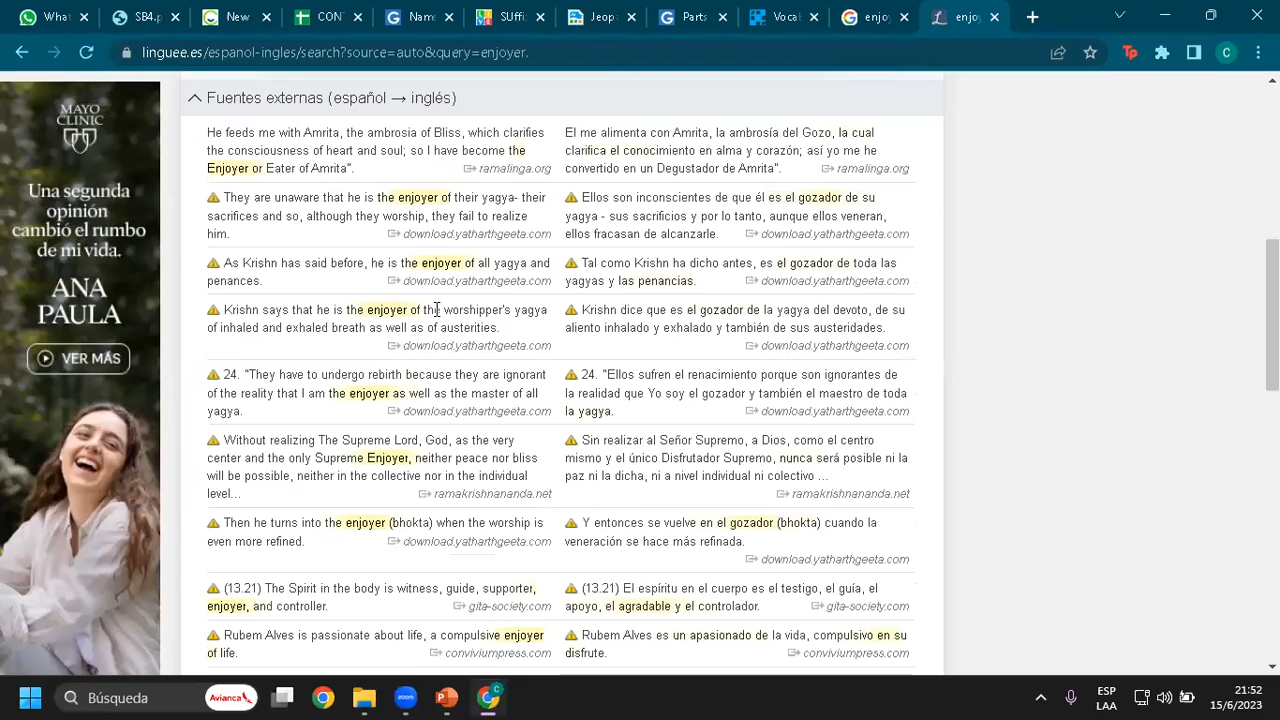 What
SB4.p
New
CON
Name
SUffi
Jeopa
Parts
Vocab
enjoy
enjoy
linguee.es/espanol-ingles/search?source=auto&query=enjoyer.
Tp
C
MAYO
CLINIC
Una segunda
opinión
cambió el rumbo
de mi vida.
ANA
PAULA
VER MÁS
Fuentes externas (español → inglés)
He feeds me with Amrita, the ambrosia of Bliss, which clarifies
the consciousness of heart and soul; so I have become the
Enjoyer or Eater of Amrita".
ramalinga.org
El me alimenta con Amrita, la ambrosía del Gozo, la cual
clarifica el conocimiento en alma y corazón; así yo me he
convertido en un Degustador de Amrita".
ramalinga.org
They are unaware that he is the enjoyer of their yagya- their
sacrifices and so, although they worship, they fail to realize
him.
download.yatharthgeeta.com
Ellos son inconscientes de que él es el gozador de su
yagya - sus sacrificios y por lo tanto, aunque ellos veneran,
ellos fracasan de alcanzarle.
download.yatharthgeeta.com
As Krishn has said before, he is the enjoyer of all yagya and
penances.
download.yatharthgeeta.com
Tal como Krishn ha dicho antes, es el gozador de toda las
yagyas y las penancias.
download.yatharthgeeta.com
Krishn says that he is the enjoyer of the worshipper's yagya
of inhaled and exhaled breath as well as of austerities.
download.yatharthgeeta.com
Krishn dice que es el gozador de la yagya del devoto, de su
aliento inhalado y exhalado y también de sus austeridades.
download.yatharthgeeta.com
24. "They have to undergo rebirth because they are ignorant
of the reality that I am the enjoyer as well as the master of all
yagya.
download.yatharthgeeta.com
24. "Ellos sufren el renacimiento porque son ignorantes de
la realidad que Yo soy el gozador y también el maestro de toda
la yagya.
download.yatharthgeeta.com
Without realizing The Supreme Lord, God, as the very
center and the only Supreme Enjoyer, neither peace nor bliss
will be possible, neither in the collective nor in the individual
level...
ramakrishnananda.net
Sin realizar al Señor Supremo, a Dios, como el centro
mismo y el único Disfrutador Supremo, nunca será posible ni la
paz ni la dicha, ni a nivel individual ni colectivo ...
ramakrishnananda.net
Then he turns into the enjoyer (bhokta) when the worship is
even more refined.
download.yatharthgeeta.com
Y entonces se vuelve en el gozador (bhokta) cuando la
veneración se hace más refinada.
download.yatharthgeeta.com
(13.21) The Spirit in the body is witness, guide, supporter,
enjoyer, and controller.
gita-society.com
(13.21) El espíritu en el cuerpo es el testigo, el guía, el
apoyo, el agradable y el controlador.
gita-society.com
Rubem Alves is passionate about life, a compulsive enjoyer
of life.
conviviumpress.com
Rubem Alves es un apasionado de la vida, compulsivo en su
disfrute.
conviviumpress.com
Búsqueda
Avianca
ESP
LAA
21:52
15/6/2023